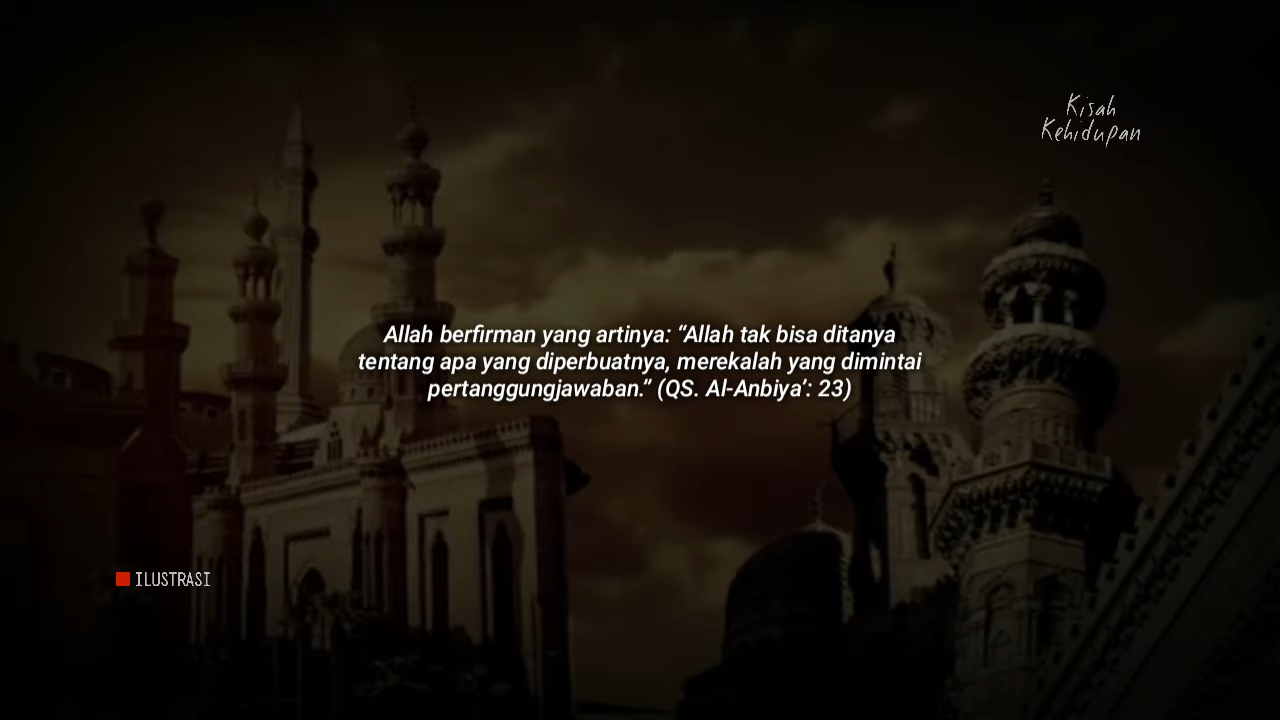 Kisah
Kehidupan
Allah berfirman yang artinya: “Allah tak bisa ditanya
tentang apa yang diperbuatnya, merekalah yang dimintai
pertanggungjawaban.” (QS. Al-Anbiya’: 23)
ILUSTRASI